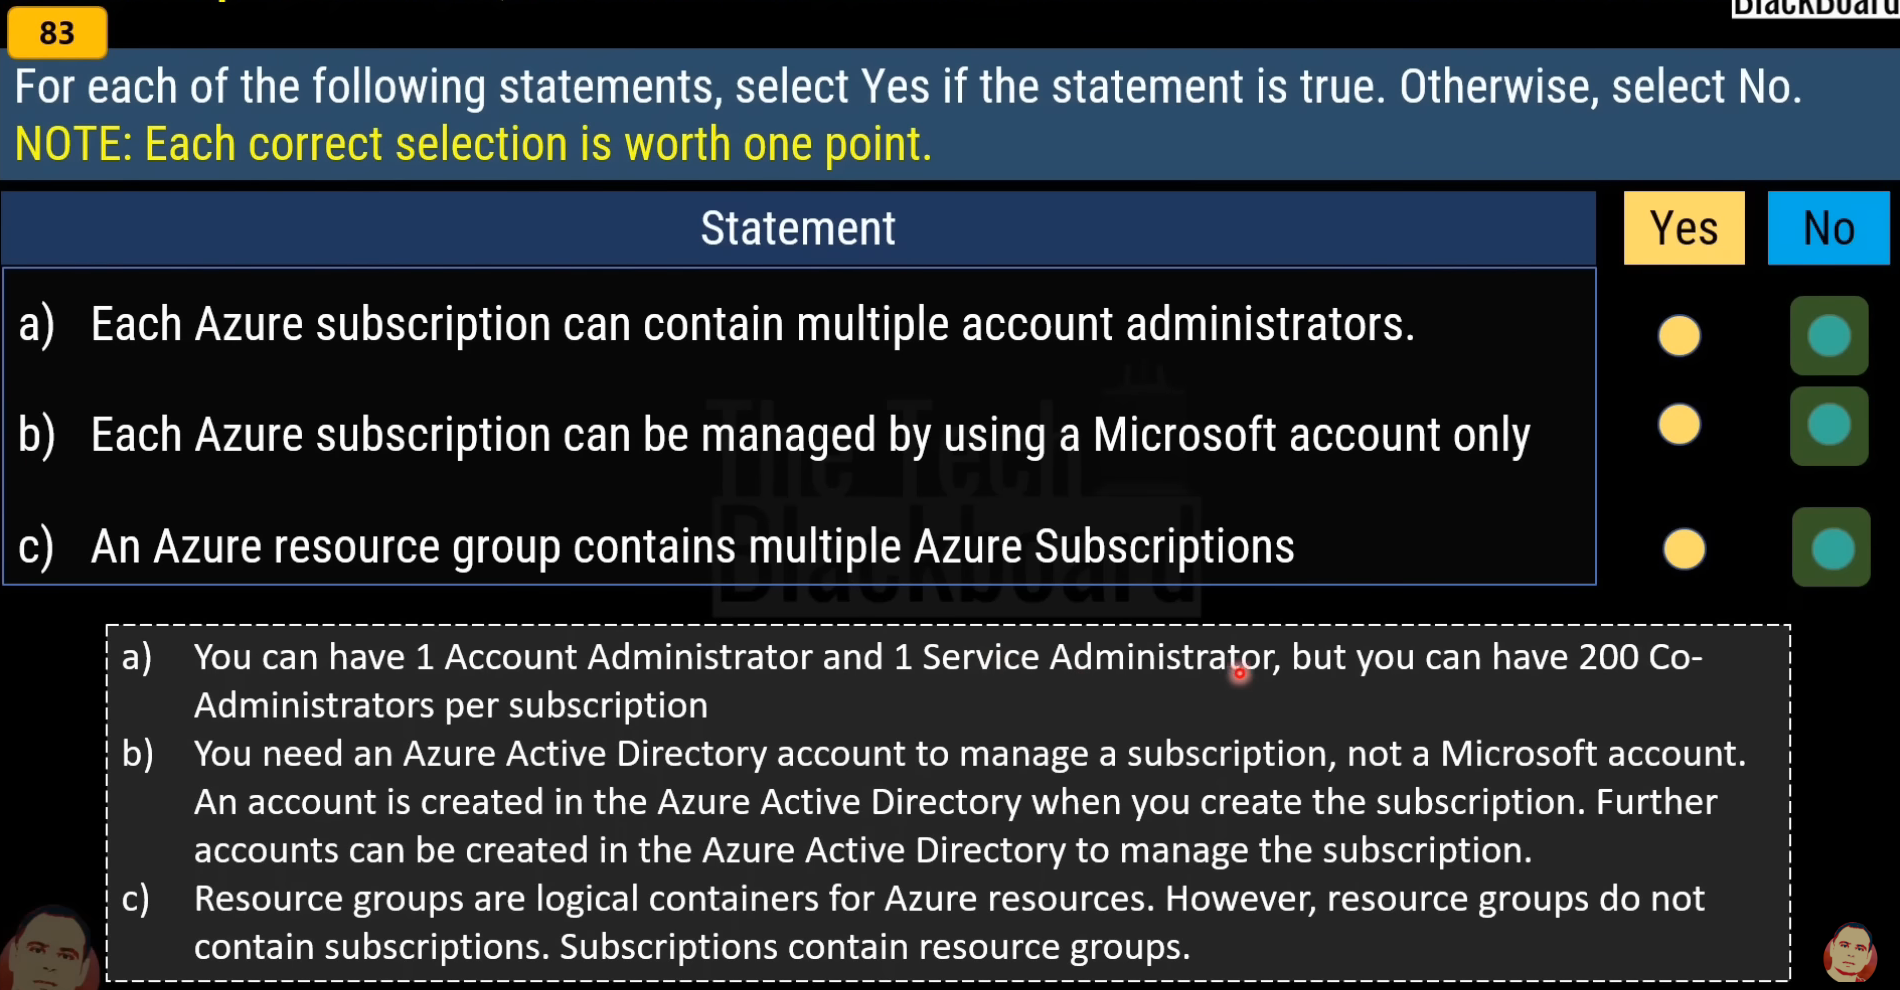 BlackBoard
83
For each of the following statements, select Yes if the statement is true. Otherwise, select No.
NOTE: Each correct selection is worth one point.
Statement Yes No
a) Each Azure subscription can contain multiple account administrators.
b) Each Azure subscription can be managed by using a Microsoft account only
c) An Azure resource group contains multiple Azure Subscriptions
The Tech
Blackboard
a) You can have 1 Account Administrator and 1 Service Administrator, but you can have 200 Co-
Administrators per subscription
b) You need an Azure Active Directory account to manage a subscription, not a Microsoft account.
An account is created in the Azure Active Directory when you create the subscription. Further
accounts can be created in the Azure Active Directory to manage the subscription.
c) Resource groups are logical containers for Azure resources. However, resource groups do not
contain subscriptions. Subscriptions contain resource groups.